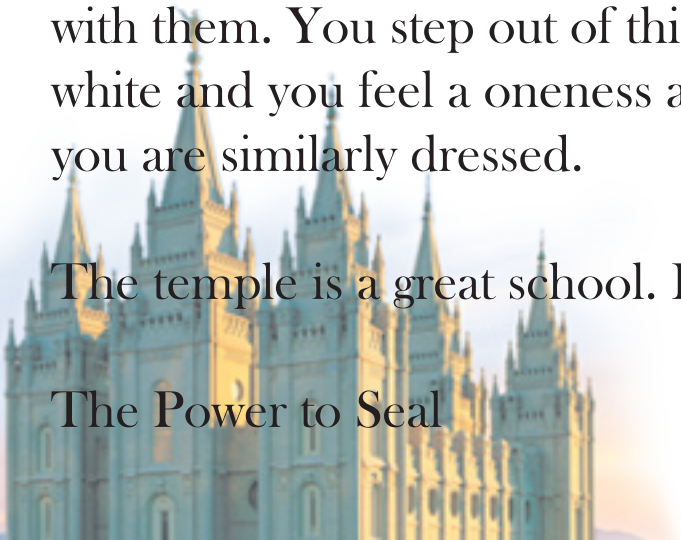 with them. You step out of thi
white and you feel a oneness a
you are similarly dressed.
The temple is a great school. I
The Power to Seal